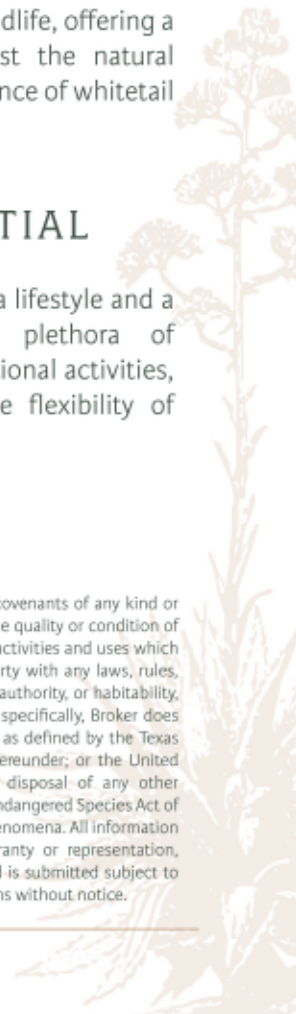 dlife, offering a
st the natural
nce of whitetail
TIAL
a lifestyle and a
plethora of
ional activities,
e flexibility of
covenants of any kind or
e quality or condition of
activities and uses which
rty with any laws, rules,
authority, or habitability,
specifically, Broker does
as defined by the Texas
ereunder; or the United
disposal of any other
ndangered Species Act of
enomena. All information
ranty or representation,
d is submitted subject to
ns without notice.